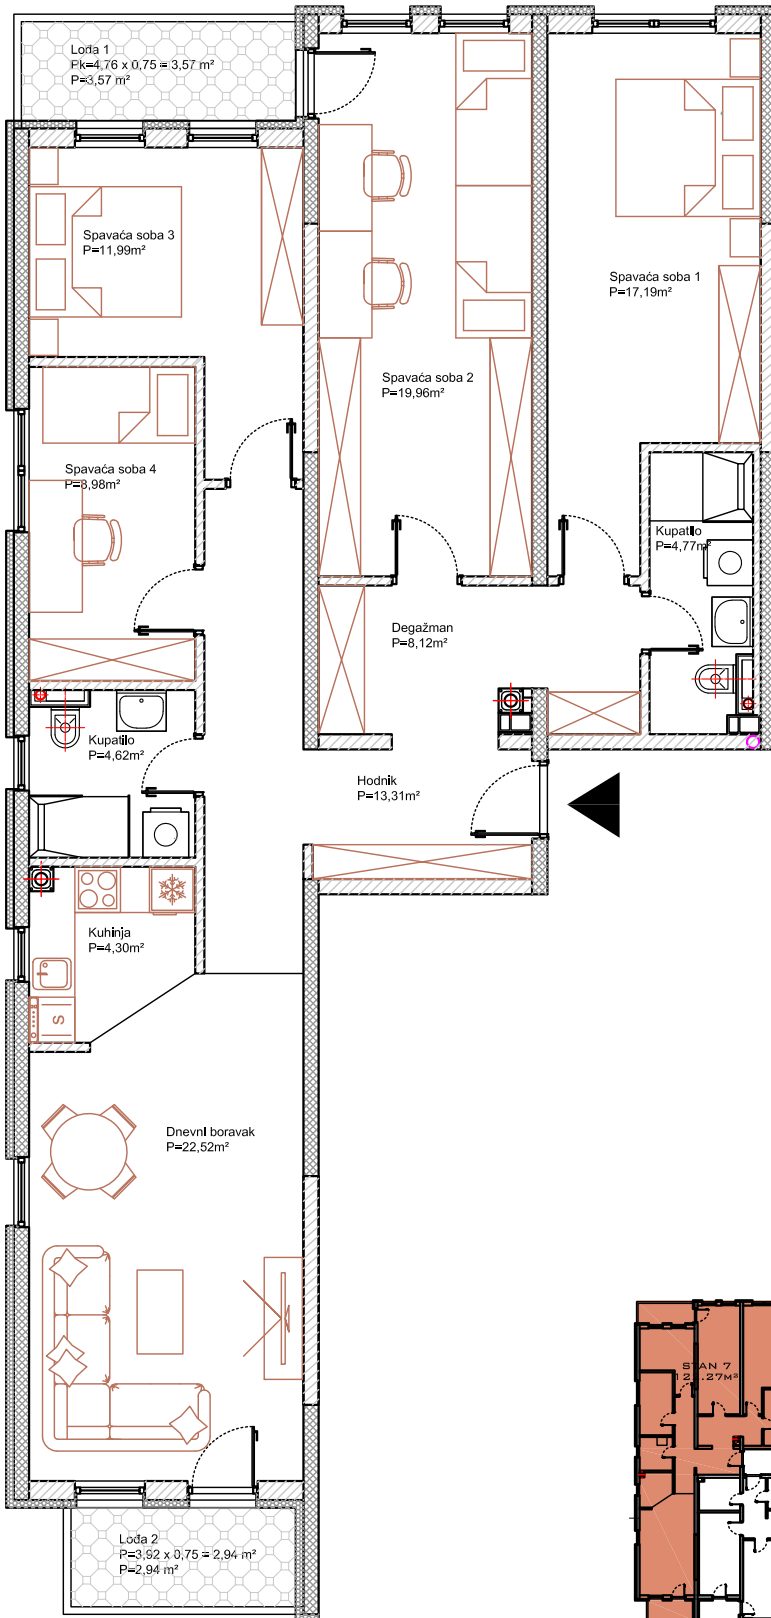 Lođa 1
Pk=4,76 x 0,75 = 3,57 m²
P=3,57 m²
Spavaća soba 3
P=11,99m²
Spavaća soba 1
P=17,19m²
Spavaća soba 2
P=19,96m²
Spavaća soba 4
P=8,98m²
Kupatilo
P=4,77m²
Degažman
P=8,12m²
Kupatilo
P=4,62m²
Hodnik
P=13,31m²
Kuhinja
P=4,30m²
S
Dnevni boravak
P=22,52m²
STAN 7
Lođa 2
P=3,92 x 0,75 = 2,94 m²
P=2,94 m²